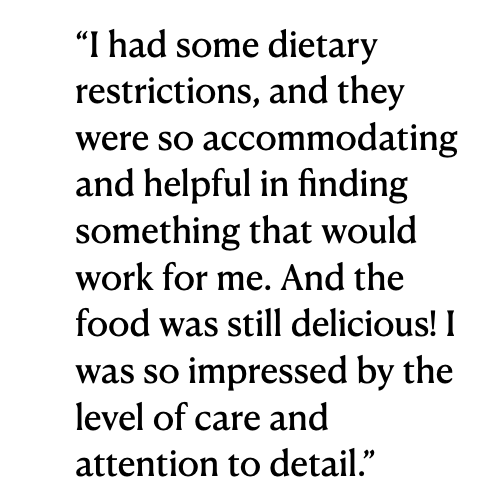 “I had some dietary
restrictions, and they
were so accommodating
and helpful in finding
something that would
work for me. And the
food was still delicious! I
was so impressed by the
level of care and
attention to detail.”